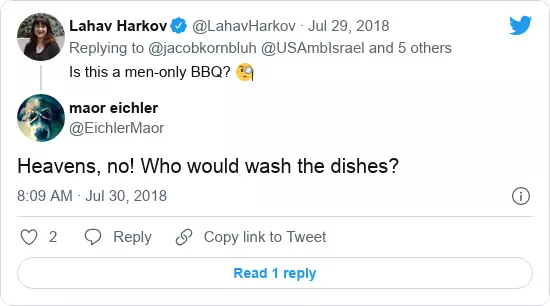 Lahav Harkov @LahavHarkov · Jul 29, 2018
Replying to @jacobkornbluh @USAmbIsrael and 5 others
Is this a men-only BBQ? 🧐
maor eichler
@EichlerMaor
Heavens, no! Who would wash the dishes?
8:09 AM · Jul 30, 2018
2 Reply Copy link to Tweet
Read 1 reply